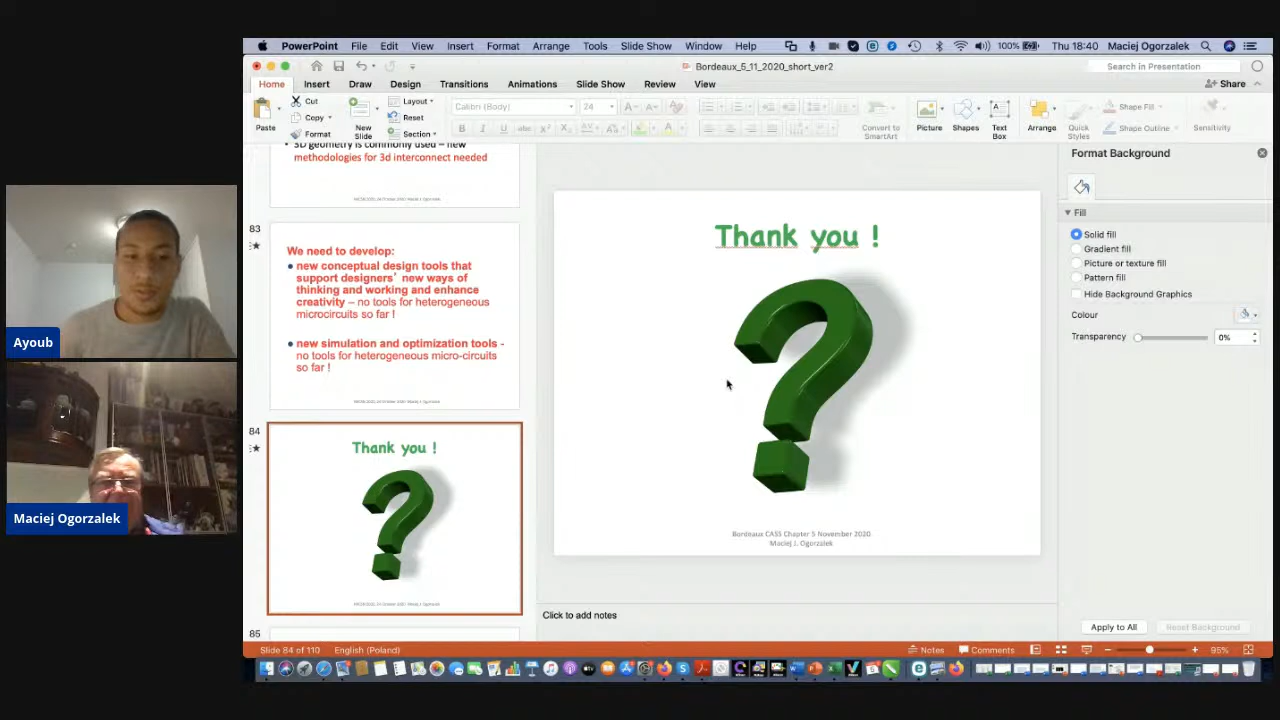 PowerPoint File Edit View Insert Format Arrange Tools Slide Show Window Help 100% Thu 18:40 Maciej Ogorzalek
Bordeaux_5_11_2020_short_ver2
Search in Presentation
Home Insert Draw Design Transitions Animations Slide Show Review View Share
Paste
Cut
Copy
Format
New Slide
Layout
Reset
Section
Calibri (Body) 24
Convert to SmartArt
Picture
Shapes
Text Box
Arrange
Quick Styles
Shape Fill
Shape Outline
Sensitivity
Ayoub
Maciej Ogorzalek
• 3D geometry is commonly used – new
methodologies for 3d interconnect needed
83
We need to develop:
• new conceptual design tools that
support designers' new ways of
thinking and working and enhance
creativity – no tools for heterogeneous
microcircuits so far !
• new simulation and optimization tools -
no tools for heterogeneous micro-circuits
so far !
84
Thank you !
?
85
Thank you !
?
Bordeaux CASS Chapter 5 November 2020
Maciej J. Ogorzalek
Click to add notes
Format Background
Fill
Solid fill
Gradient fill
Picture or texture fill
Pattern fill
Hide Background Graphics
Colour
Transparency 0%
Apply to All
Reset Background
Slide 84 of 110 English (Poland) Notes Comments 95%